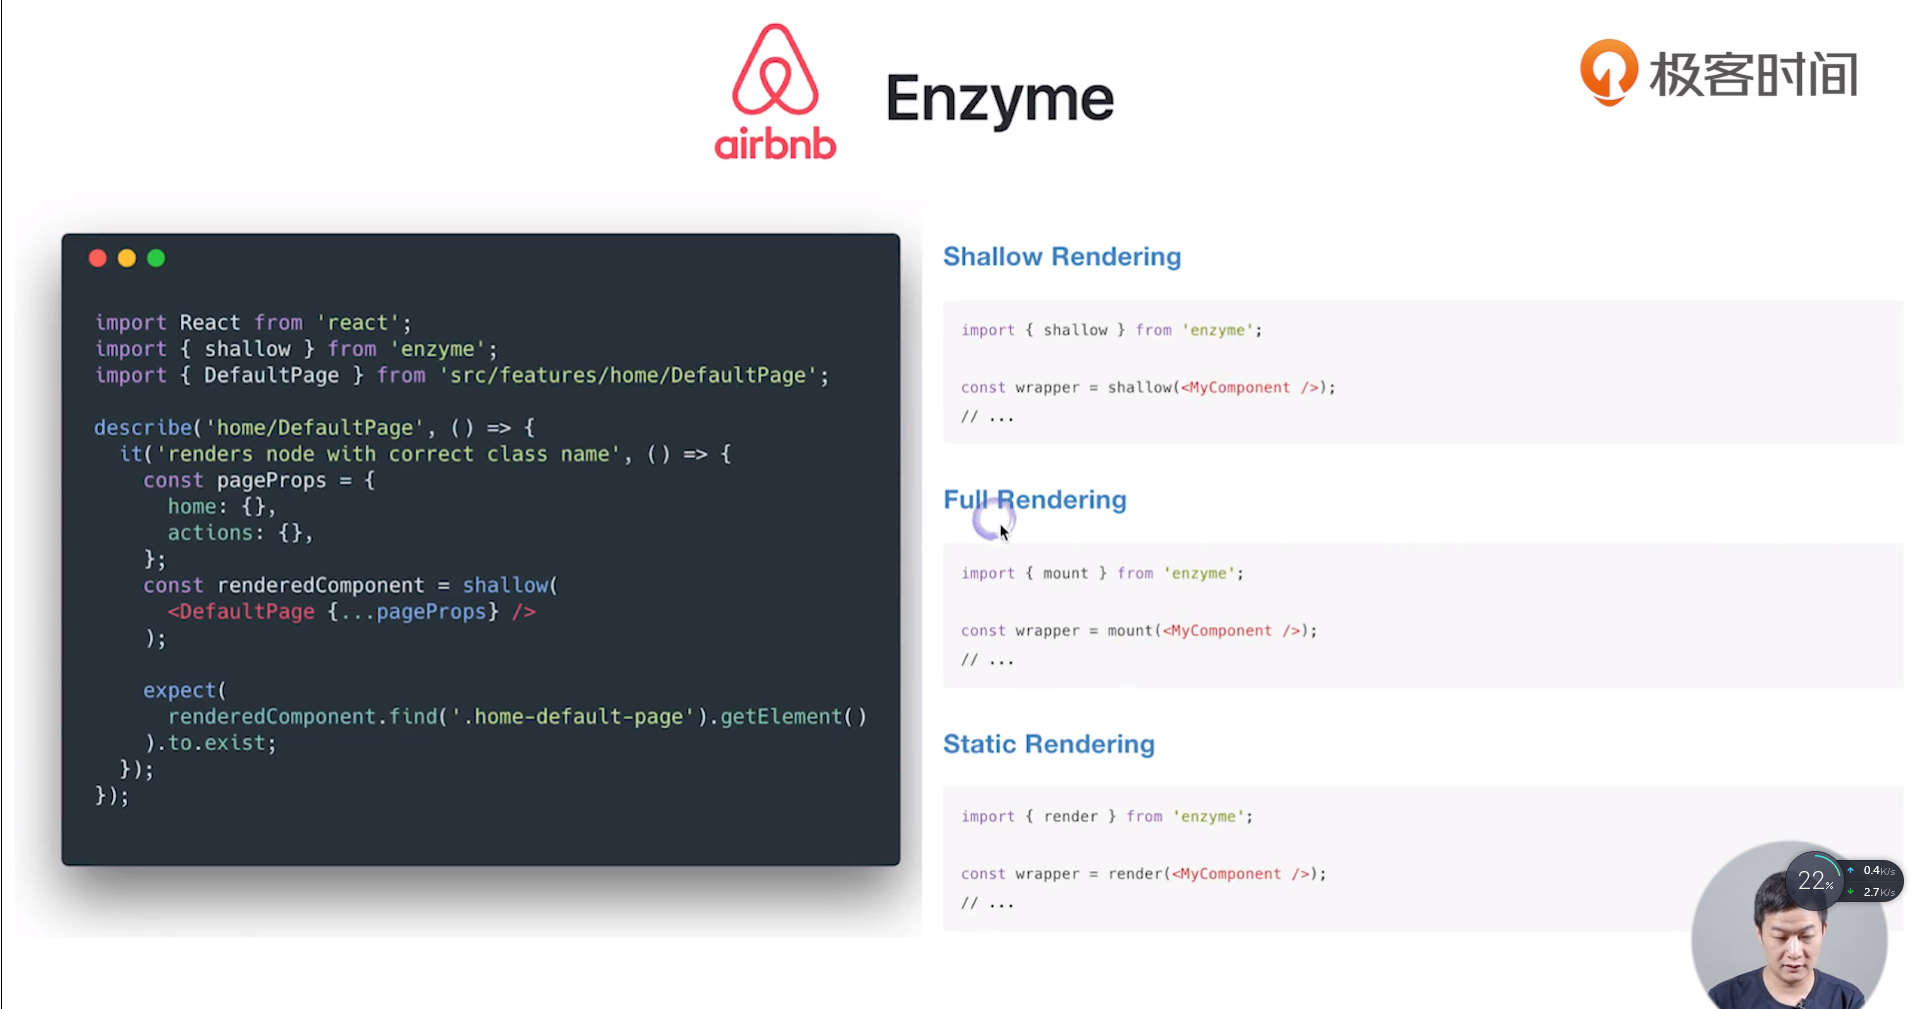 airbnb
Enzyme
极客时间
import React from 'react';
import { shallow } from 'enzyme';
import { DefaultPage } from 'src/features/home/DefaultPage';
describe('home/DefaultPage', () => {
it('renders node with correct class name', () => {
const pageProps = {
home: {},
actions: {},
};
const renderedComponent = shallow(
<DefaultPage {...pageProps} />
);
expect(
renderedComponent.find('.home-default-page').getElement()
).to.exist;
});
});
Shallow Rendering
import { shallow } from 'enzyme';
const wrapper = shallow(<MyComponent />);
// ...
Full Rendering
import { mount } from 'enzyme';
const wrapper = mount(<MyComponent />);
// ...
Static Rendering
import { render } from 'enzyme';
const wrapper = render(<MyComponent />);
// ...
22%
0.4K/s
2.7K/s